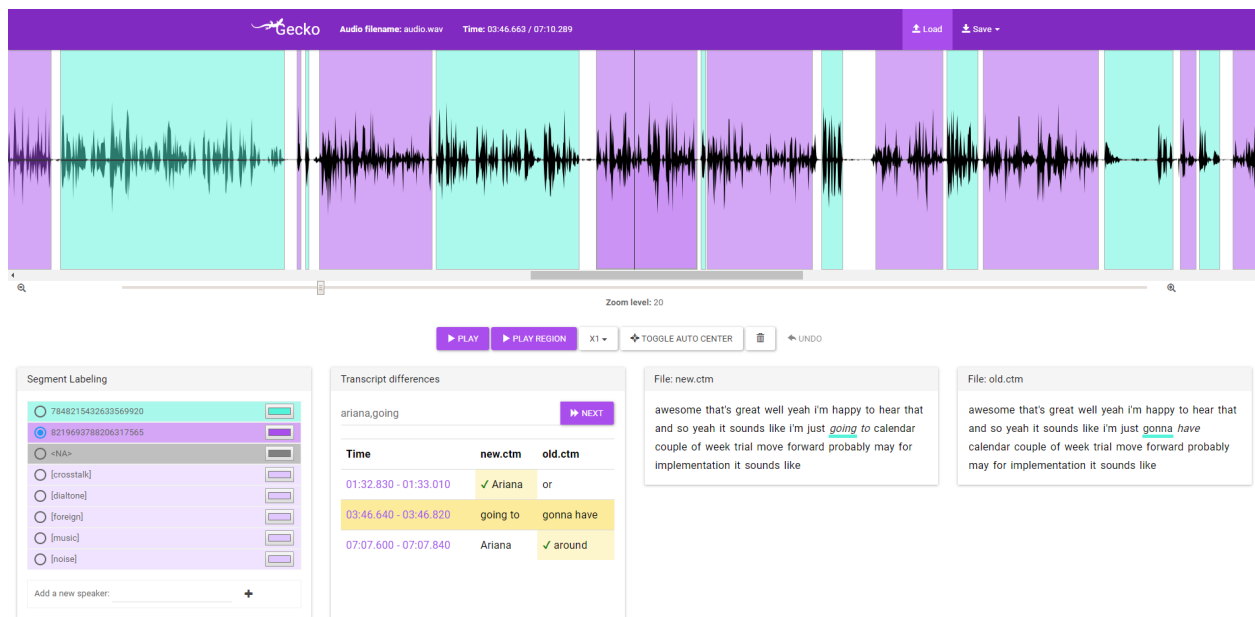 Gecko Audio filename: audio.wav Time: 03:46.663 / 07:10.289 Load Save
Zoom level: 20
PLAY PLAY REGION X1 TOGGLE AUTO CENTER UNDO
Segment Labeling
7848215432633569920
8219693788206317565
<NA>
[crosstalk]
[dialtone]
[foreign]
[music]
[noise]
Add a new speaker:
Transcript differences
ariana,going NEXT
Time new.ctm old.ctm
01:32.830 - 01:33.010 ✓ Ariana or
03:46.640 - 03:46.820 going to gonna have
07:07.600 - 07:07.840 Ariana ✓ around
File: new.ctm
awesome that's great well yeah i'm happy to hear that
and so yeah it sounds like i'm just going to calendar
couple of week trial move forward probably may for
implementation it sounds like
File: old.ctm
awesome that's great well yeah i'm happy to hear that
and so yeah it sounds like i'm just gonna have
calendar couple of week trial move forward probably
may for implementation it sounds like